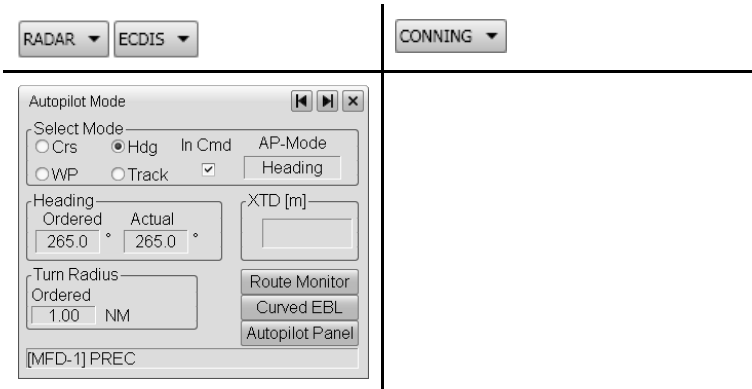 RADAR ECDIS CONNING
Autopilot Mode
Select Mode
Crs Hdg In Cmd AP-Mode
WP Track Heading
Heading XTD [m]
Ordered Actual
265.0 ° 265.0 °
Turn Radius
Ordered
1.00 NM
Route Monitor
Curved EBL
Autopilot Panel
[MFD-1] PREC